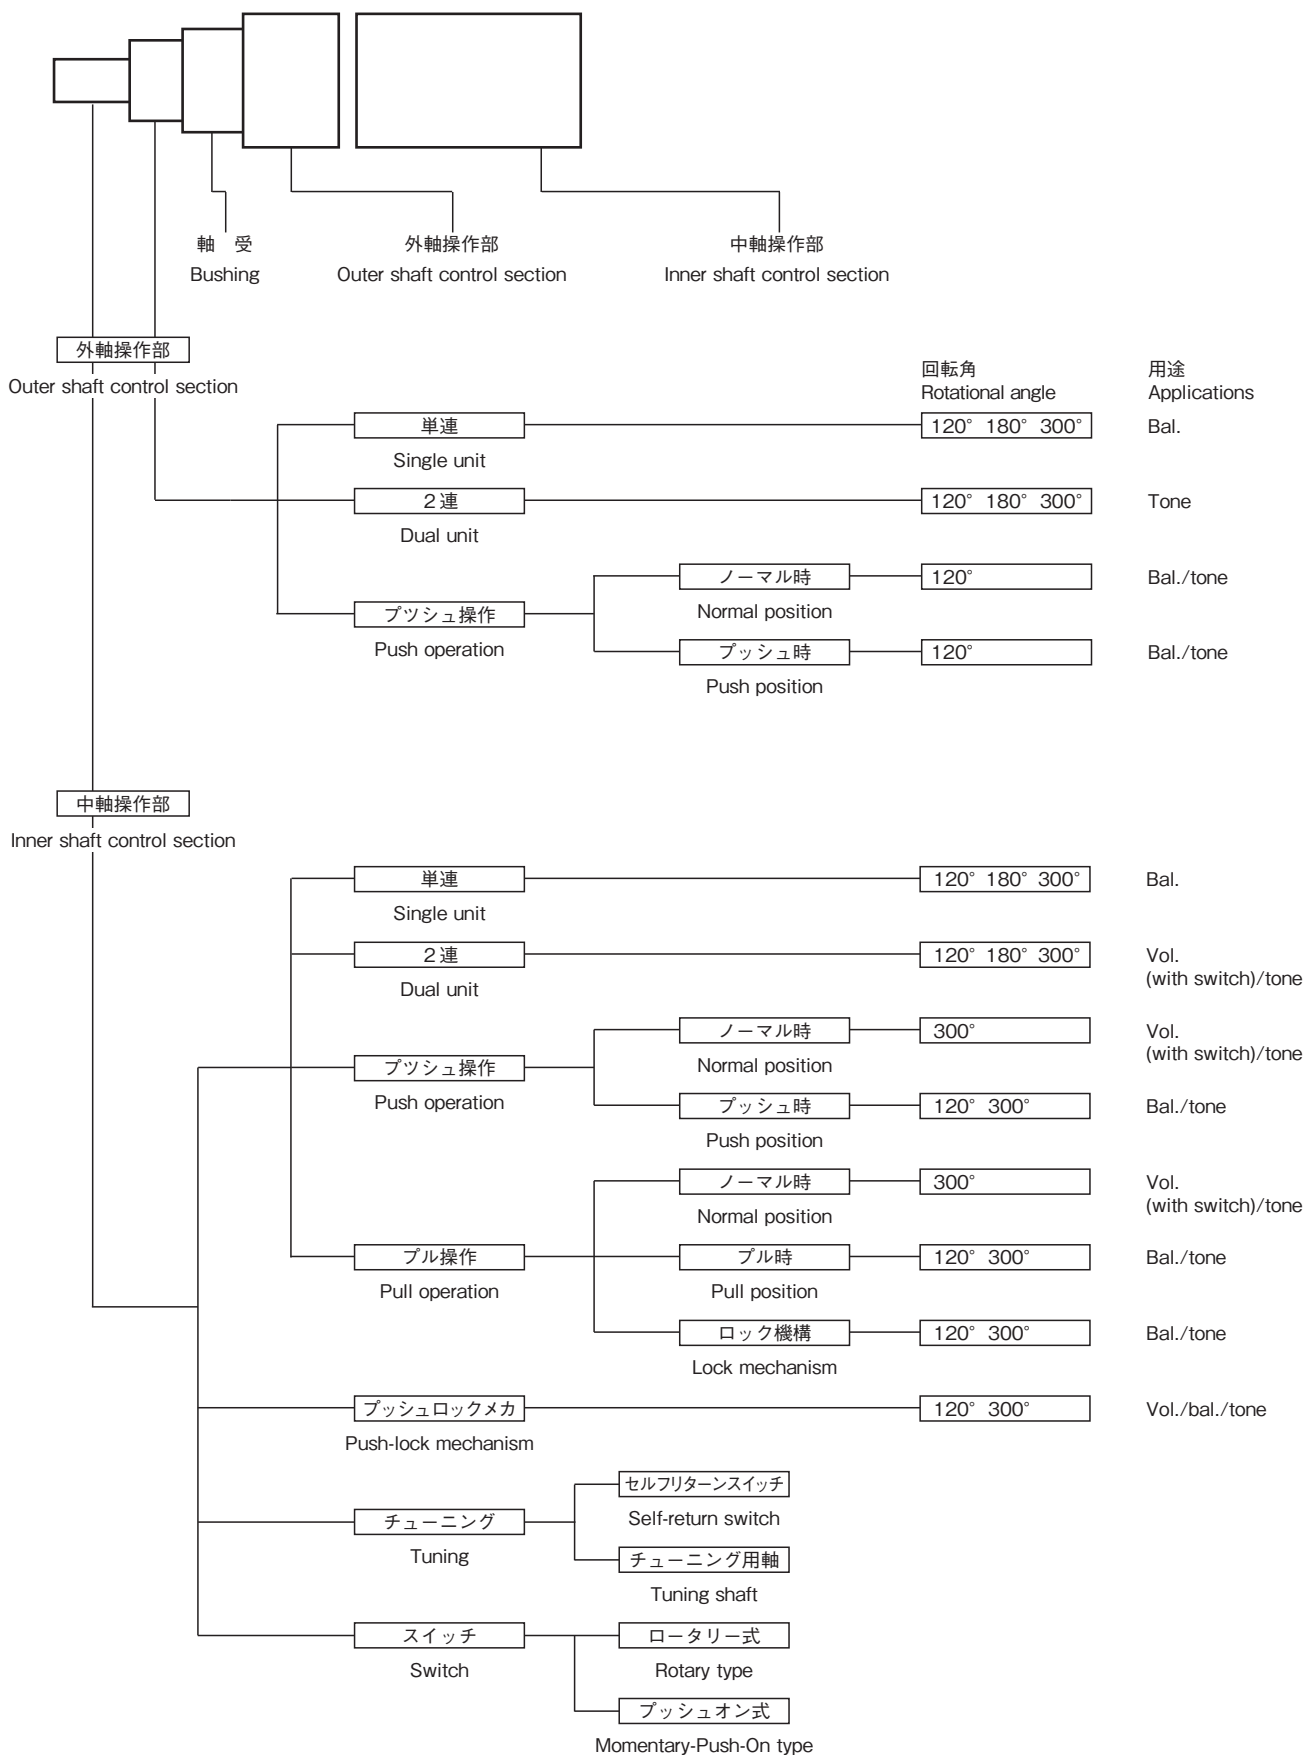 軸　受
Bushing
外軸操作部
Outer shaft control section
中軸操作部
Inner shaft control section
外軸操作部
Outer shaft control section
回転角
Rotational angle
用途
Applications
単連
Single unit
120° 180° 300°
Bal.
２連
Dual unit
120° 180° 300°
Tone
プツシュ操作
Push operation
ノーマル時
Normal position
120°
Bal./tone
プッシュ時
Push position
120°
Bal./tone
中軸操作部
Inner shaft control section
単連
Single unit
120° 180° 300°
Bal.
２連
Dual unit
120° 180° 300°
Vol.
(with switch)/tone
プツシュ操作
Push operation
ノーマル時
Normal position
300°
Vol.
(with switch)/tone
プッシュ時
Push position
120° 300°
Bal./tone
プル操作
Pull operation
ノーマル時
Normal position
300°
Vol.
(with switch)/tone
プル時
Pull position
120° 300°
Bal./tone
ロック機構
Lock mechanism
120° 300°
Bal./tone
プッシュロックメカ
Push-lock mechanism
120° 300°
Vol./bal./tone
チューニング
Tuning
セルフリターンスイッチ
Self-return switch
チューニング用軸
Tuning shaft
スイッチ
Switch
ロータリー式
Rotary type
プッシュオン式
Momentary-Push-On type